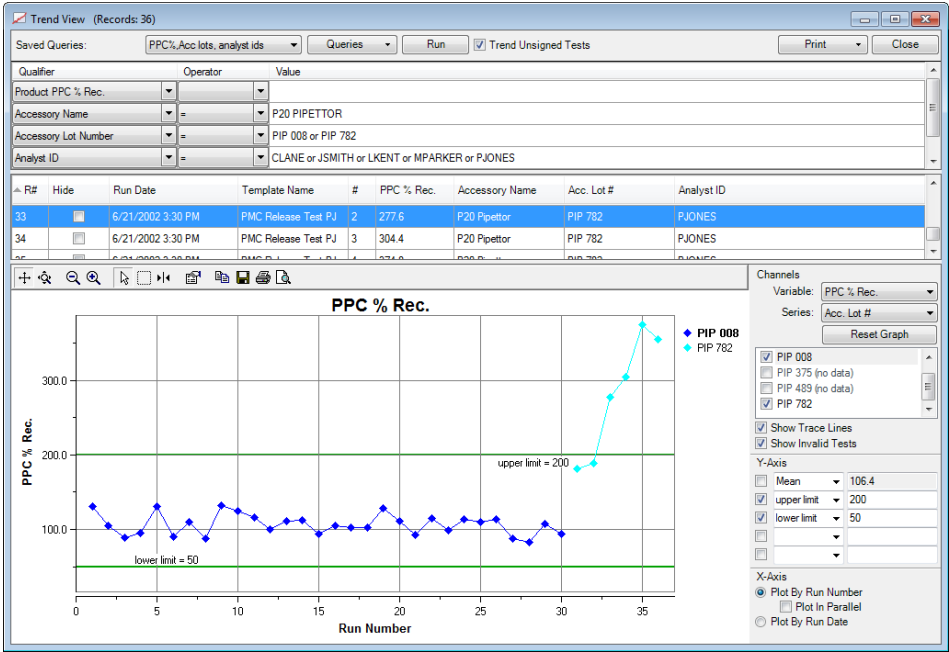 Trend View (Records: 36)
Saved Queries: PPC%,Acc lots, analyst ids Queries Run Trend Unsigned Tests Print Close
Qualifier Operator Value
Product PPC % Rec.
Accessory Name = P20 PIPETTOR
Accessory Lot Number = PIP 008 or PIP 782
Analyst ID = CLANE or JSMITH or LKENT or MPARKER or PJONES
R# Hide Run Date Template Name # PPC % Rec. Accessory Name Acc. Lot # Analyst ID
33 6/21/2002 3:30 PM PMC Release Test PJ 2 277.6 P20 Pipettor PIP 782 PJONES
34 6/21/2002 3:30 PM PMC Release Test PJ 3 304.4 P20 Pipettor PIP 782 PJONES
PPC % Rec.
PIP 008
PIP 782
300.0
200.0
100.0
PPC % Rec.
upper limit = 200
lower limit = 50
0 5 10 15 20 25 30 35
Run Number
Channels
Variable: PPC % Rec.
Series: Acc. Lot #
Reset Graph
PIP 008
PIP 375 (no data)
PIP 489 (no data)
PIP 782
Show Trace Lines
Show Invalid Tests
Y-Axis
Mean 106.4
upper limit 200
lower limit 50
X-Axis
Plot By Run Number
Plot In Parallel
Plot By Run Date